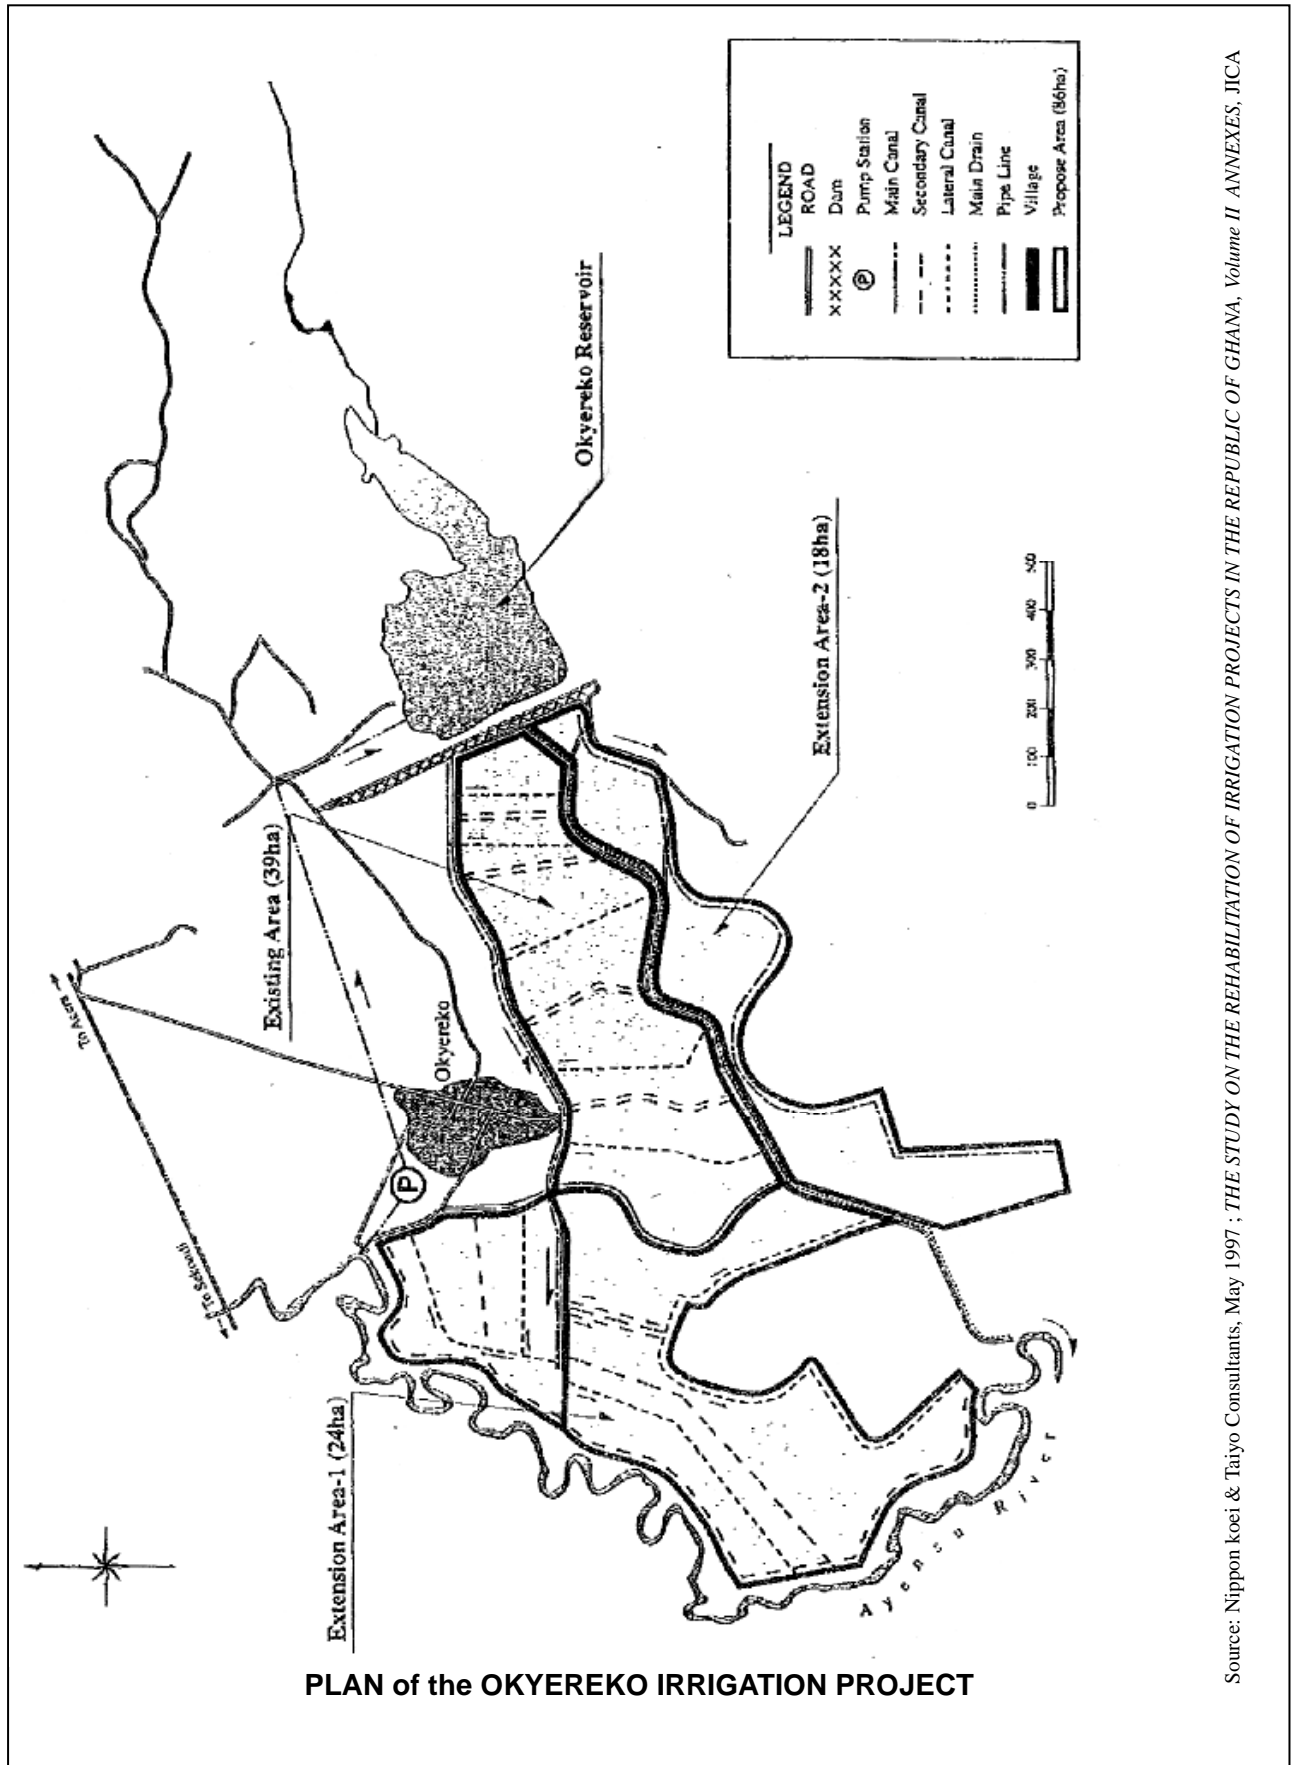 To Accra
To Sekondi
Existing Area (39ha)
Okyereko
P
Okyereko Reservoir
Extension Area-1 (24ha)
Extension Area-2 (18ha)
Ayensu River
0 100 200 300 400 500
LEGEND
ROAD
xxxxx Dam
P Pump Station
Main Canal
Secondary Canal
Lateral Canal
Main Drain
Pipe Line
Village
Propose Area (86ha)
PLAN of the OKYEREKO IRRIGATION PROJECT
Source: Nippon koei & Taiyo Consultants, May 1997 ; THE STUDY ON THE REHABILITATION OF IRRIGATION PROJECTS IN THE REPUBLIC OF GHANA, Volume II ANNEXES, JICA